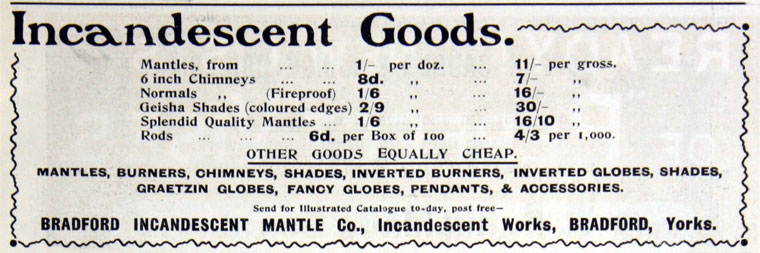 Incandescent Goods.
Mantles, from ... ... 1/- per doz. ... 11/- per gross.
6 inch Chimneys ... ... 8d. ,, ... 7/- ,,
Normals ,, (Fireproof) 1/6 ,, ... 16/- ,,
Geisha Shades (coloured edges) 2/9 ,, ... 30/- ,,
Splendid Quality Mantles ... 1/6 ,, ... 16/10 ,,
Rods ... ... ... 6d. per Box of 100 ... 4/3 per 1,000.
OTHER GOODS EQUALLY CHEAP.
MANTLES, BURNERS, CHIMNEYS, SHADES, INVERTED BURNERS, INVERTED GLOBES, SHADES,
GRAETZIN GLOBES, FANCY GLOBES, PENDANTS, & ACCESSORIES.
Send for Illustrated Catalogue to-day, post free—
BRADFORD INCANDESCENT MANTLE Co., Incandescent Works, BRADFORD, Yorks.